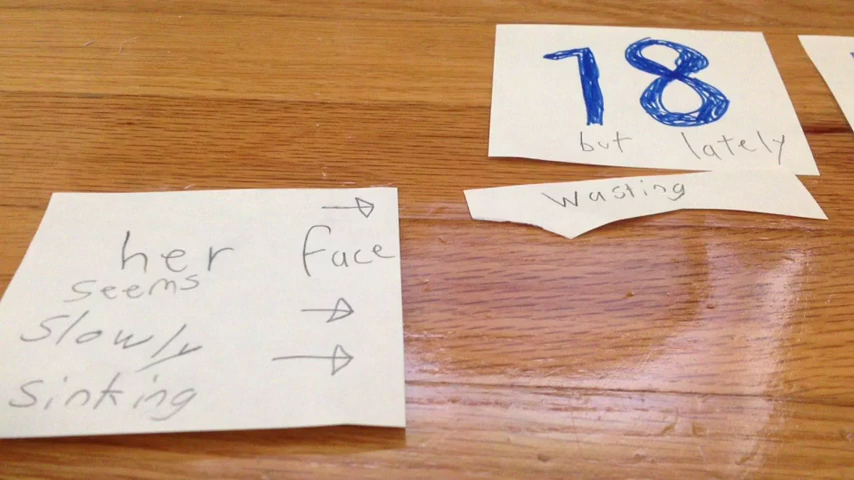 18
but lately
wasting
her face
seems
slowly
sinking